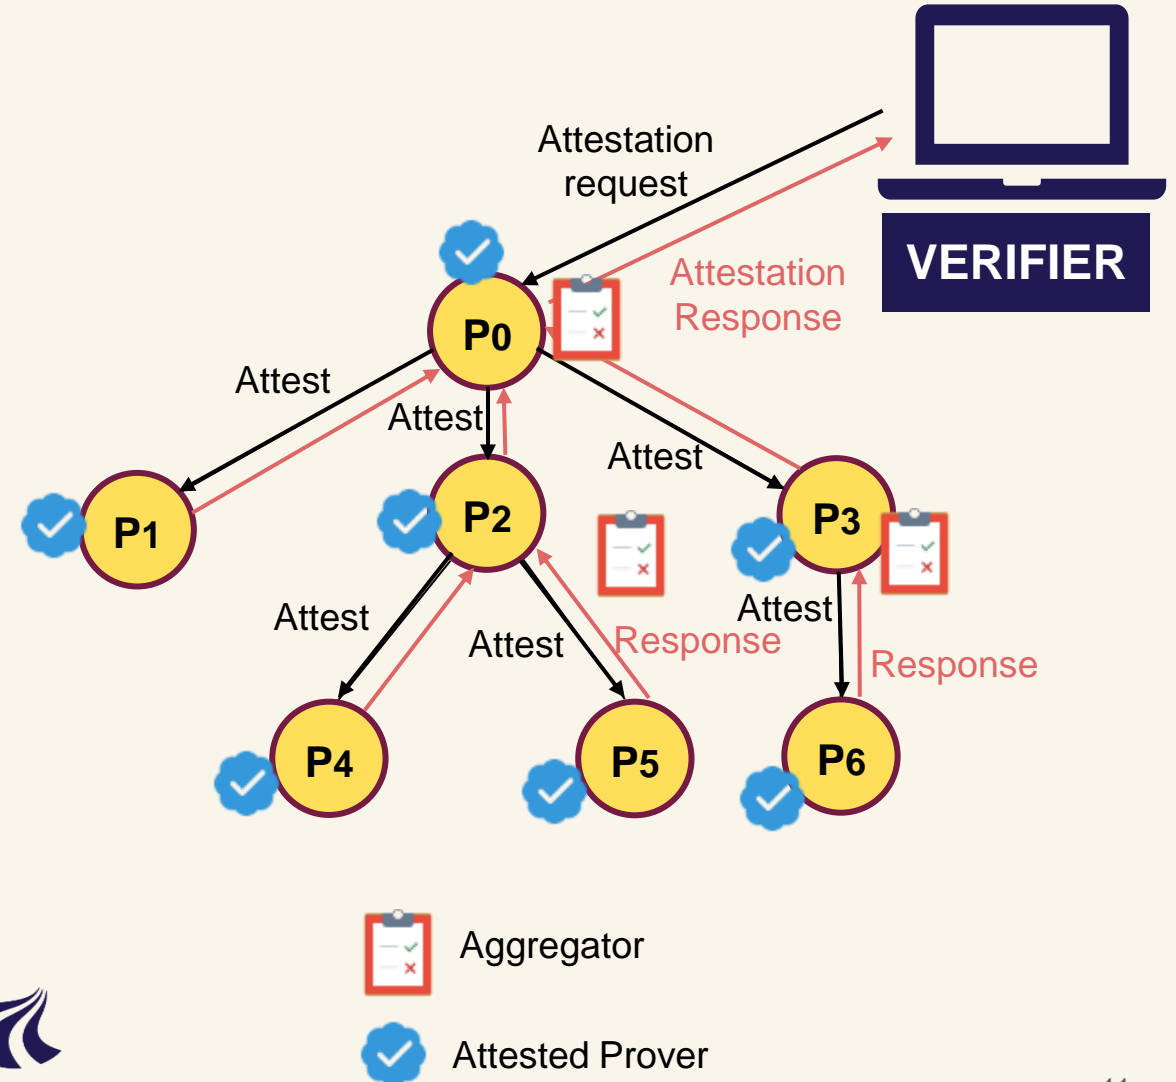 Attestation
request
VERIFIER
Attestation
Response
P0
Attest
Attest
Attest
P1
P2
P3
Attest
Attest
Response
Attest
Response
P4
P5
P6
Aggregator
Attested Prover